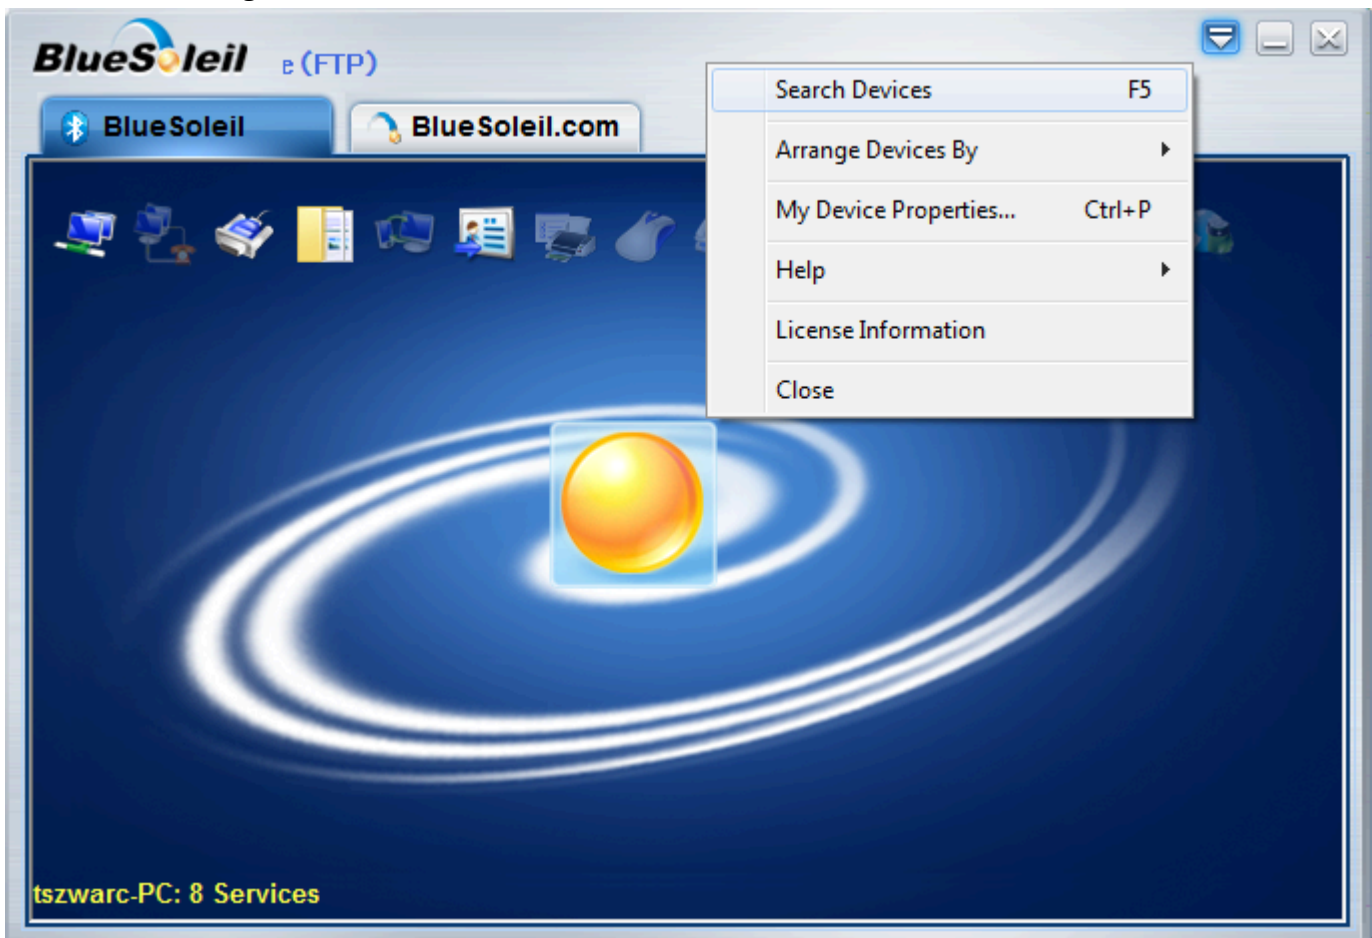 BlueSoleil e (FTP)
BlueSoleil BlueSoleil.com
Search Devices F5
Arrange Devices By
My Device Properties... Ctrl+P
Help
License Information
Close
tszwarc-PC: 8 Services